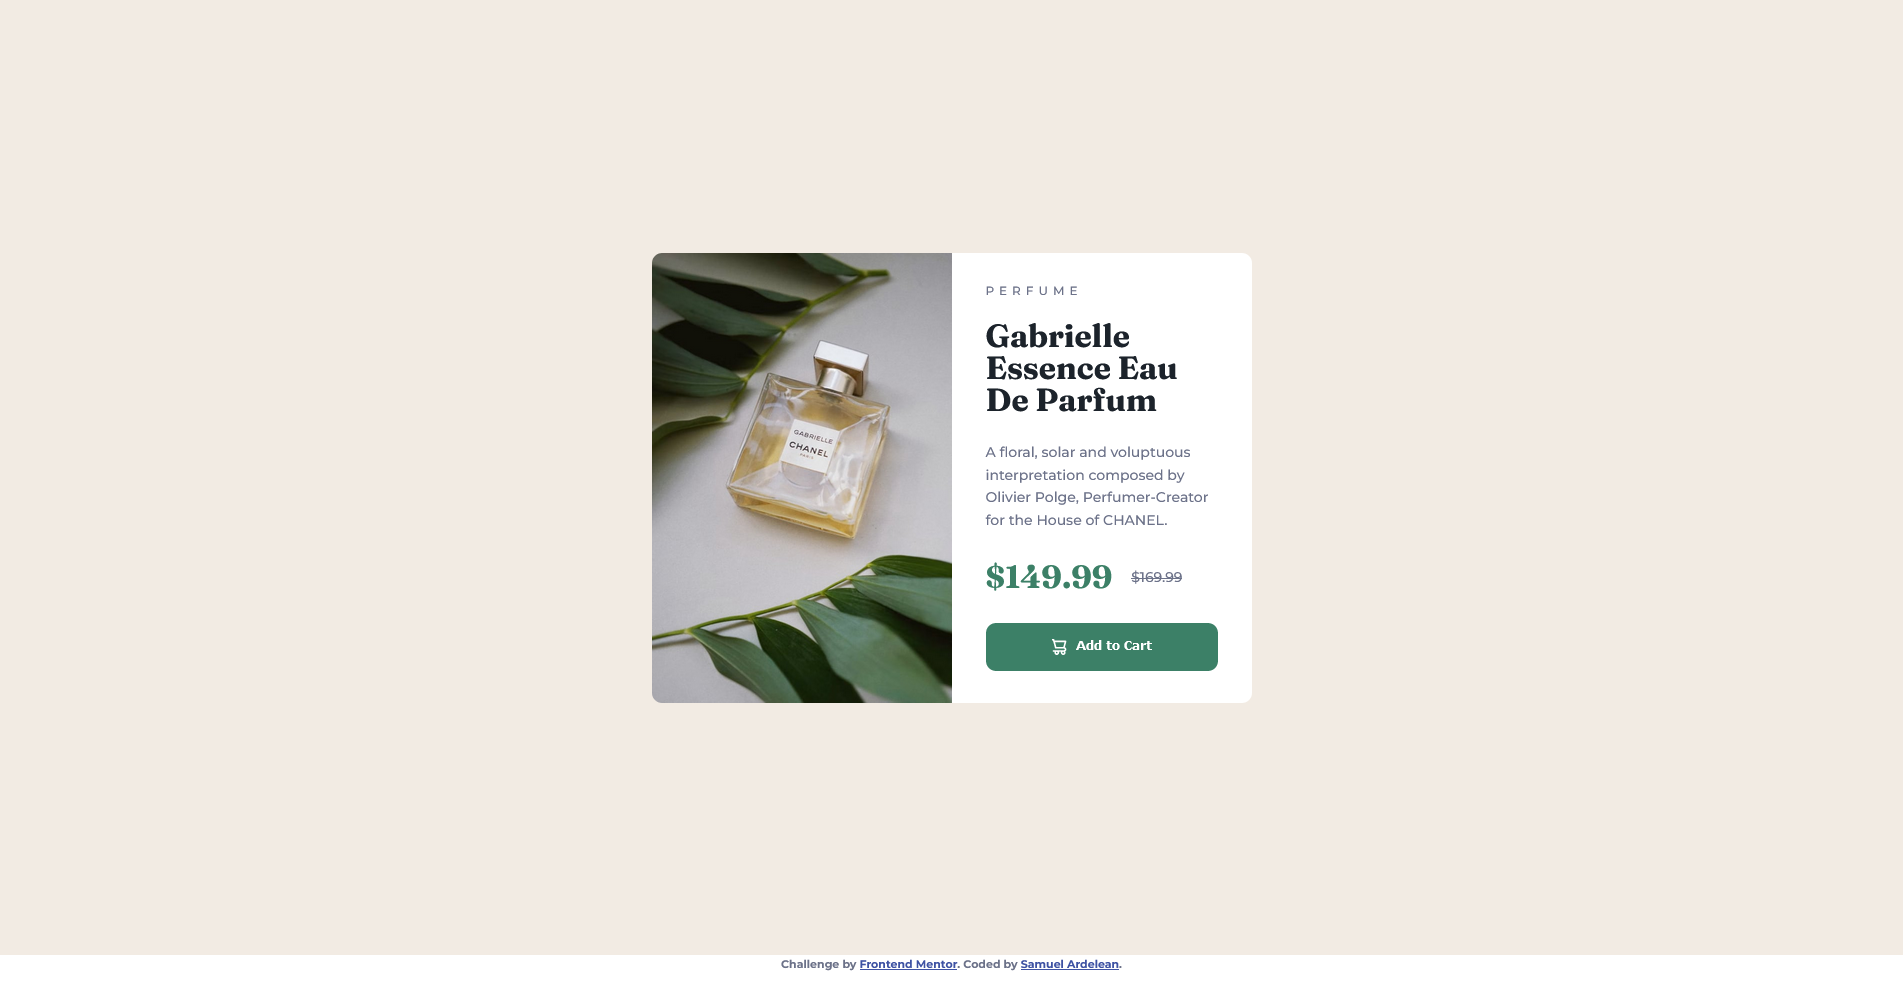 GABRIELLE
CHANEL
PARIS
PERFUME
Gabrielle
Essence Eau
De Parfum
A floral, solar and voluptuous
interpretation composed by
Olivier Polge, Perfumer-Creator
for the House of CHANEL.
$149.99 $169.99
Add to Cart
Challenge by Frontend Mentor. Coded by Samuel Ardelean.